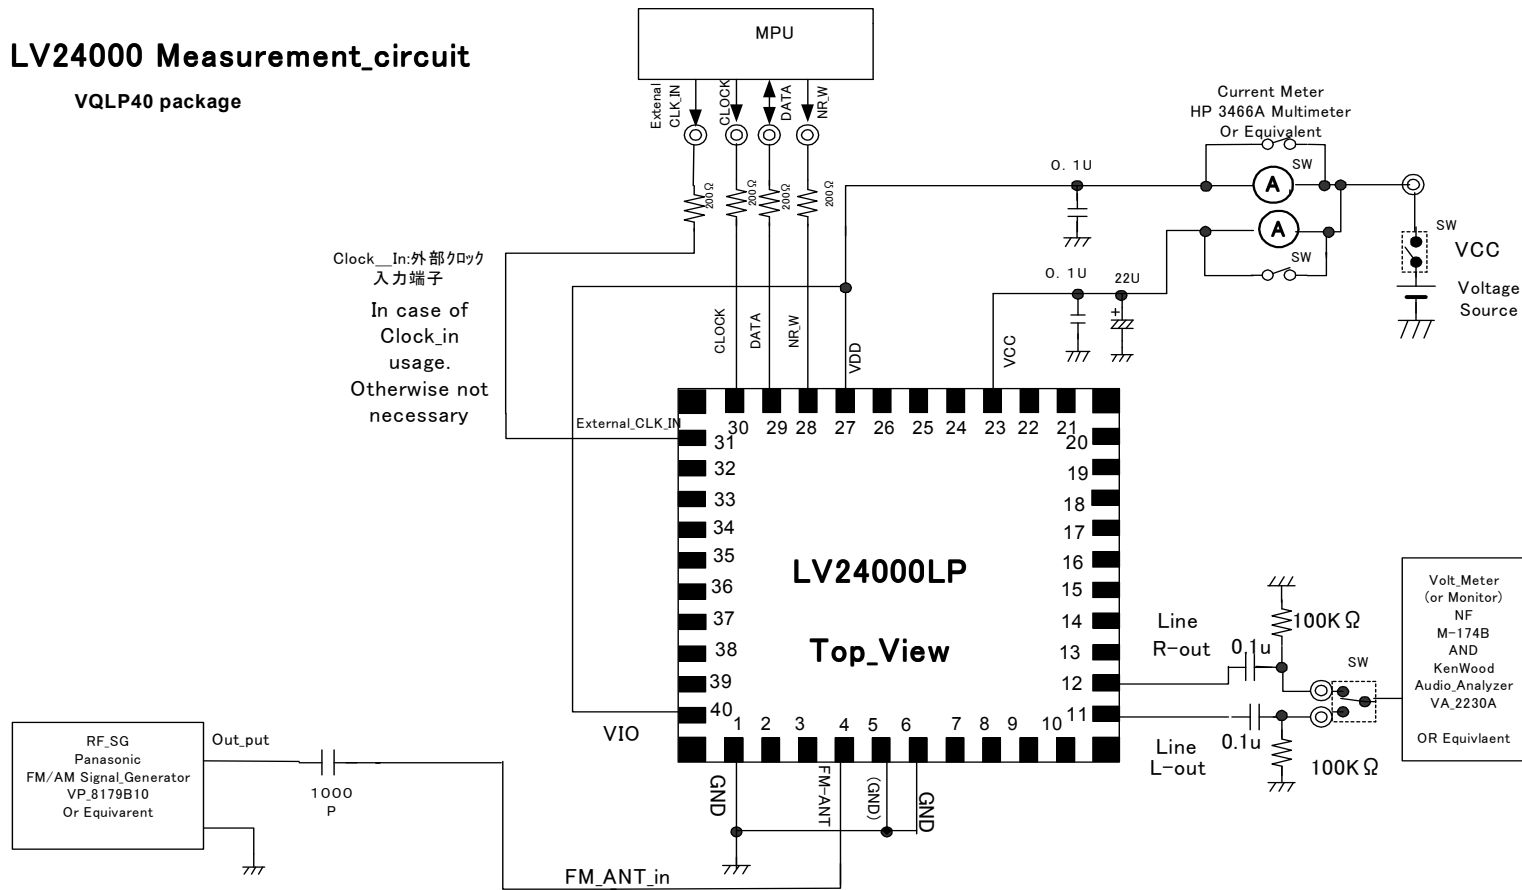 LV24000 Measurement_circuit
VQLP40 package
MPU
Extenal
CLK_IN
CLOCK
DATA
NR_W
200Ω
200Ω
200Ω
200Ω
Current Meter
HP 3466A Multimeter
Or Equivalent
SW
A
0. 1U
A
SW
SW
VCC
Voltage
Source
0. 1U
22U
+
Clock__In:外部クロック
入力端子
In case of
Clock_in
usage.
Otherwise not
necessary
CLOCK
DATA
NR_W
VDD
VCC
External_CLK_IN
30
29
28
27
26
25
24
23
22
21
31
32
33
34
35
36
37
38
39
40
20
19
18
17
16
15
14
13
12
11
LV24000LP
Top_View
1
2
3
4
5
6
7
8
9
10
VIO
GND
FM-ANT
(GND)
GND
Line
R-out
0.1u
100KΩ
SW
Line
L-out
0.1u
100KΩ
Volt_Meter
(or Monitor)
NF
M-174B
AND
KenWood
Audio_Analyzer
VA_2230A
OR Equivlaent
RF_SG
Panasonic
FM/AM Signal_Generator
VP_8179B10
Or Equivarent
Out_put
1000
P
FM_ANT_in